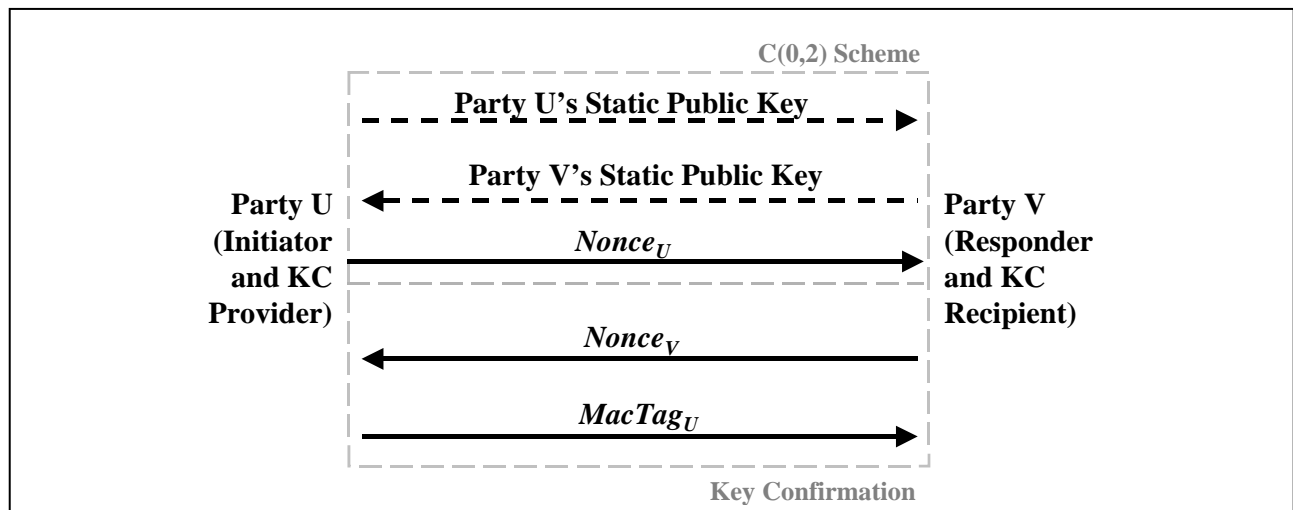 C(0,2) Scheme
Party U’s Static Public Key
Party V’s Static Public Key
Party U
(Initiator
and KC
Provider)
Nonce_U
Party V
(Responder
and KC
Recipient)
Nonce_V
MacTag_U
Key Confirmation